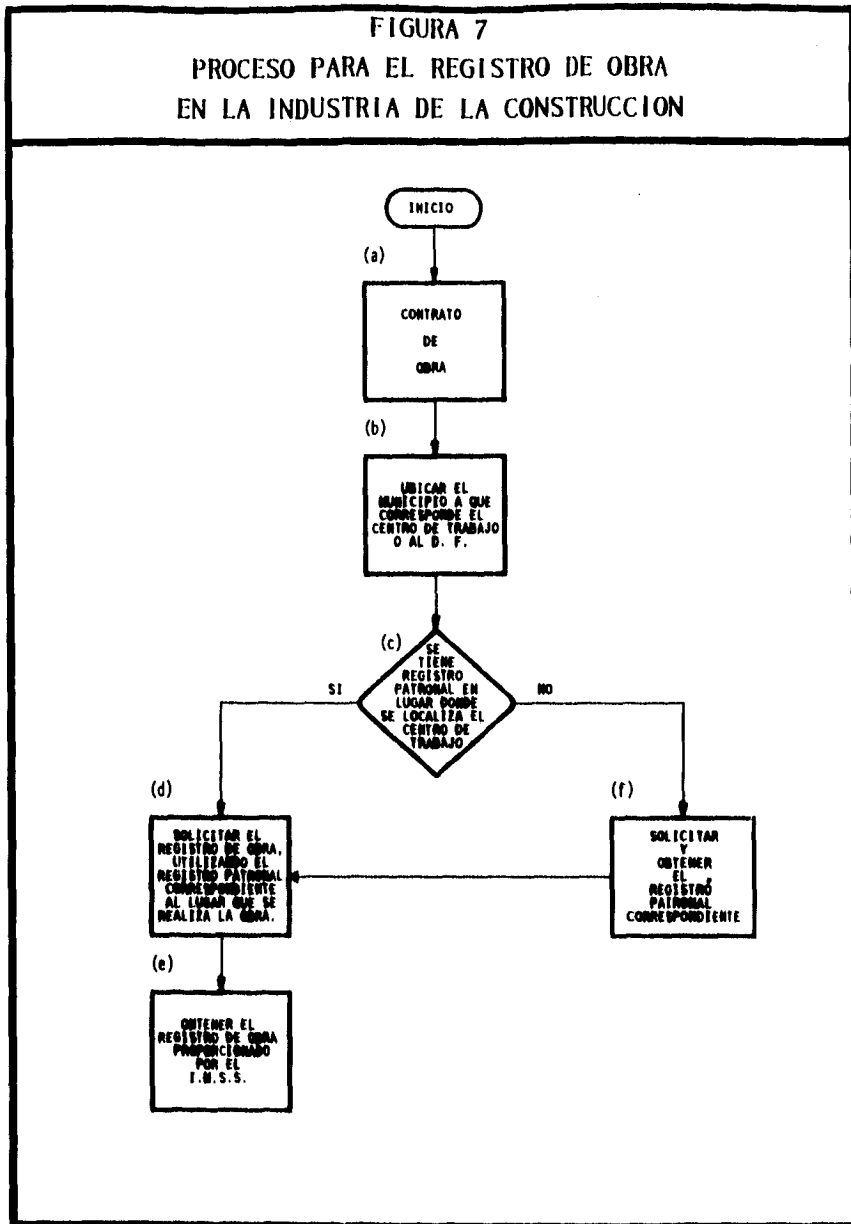 FIGURA 7
PROCESO PARA EL REGISTRO DE OBRA
EN LA INDUSTRIA DE LA CONSTRUCCION
INICIO
(a)
CONTRATO
DE
OBRA
(b)
UBICAR EL
MUNICIPIO A QUE
CORRESPONDE EL
CENTRO DE TRABAJO
O AL D. F.
(c)
SE
TIENE
REGISTRO
PATRONAL EN
LUGAR DONDE
SE LOCALIZA EL
CENTRO DE
TRABAJO
SI
NO
(d)
SOLICITAR EL
REGISTRO DE OBRA,
UTILIZANDO EL
REGISTRO PATRONAL
CORRESPONDIENTE
AL LUGAR QUE SE
REALIZA LA OBRA.
(f)
SOLICITAR
Y
OBTENER
EL
REGISTRO
PATRONAL
CORRESPONDIENTE
(e)
OBTENER EL
REGISTRO DE OBRA
PROPORCIONADO
POR EL
I.M.S.S.